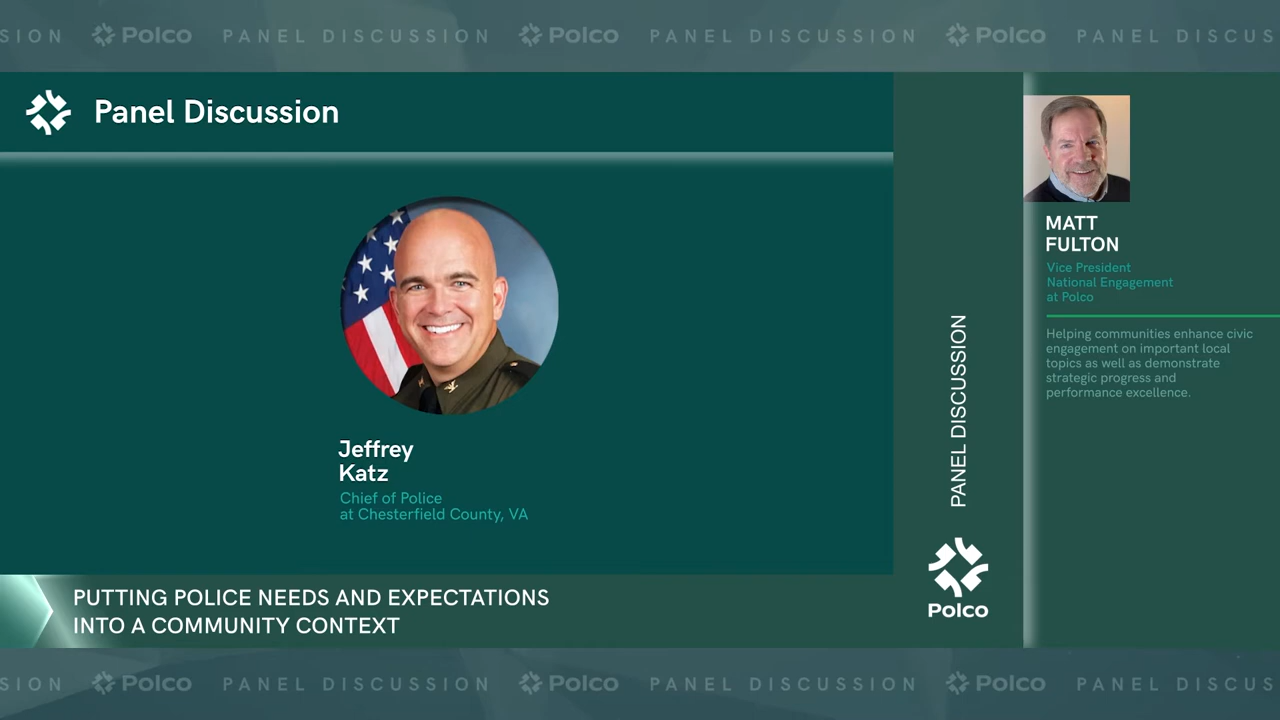 SION Polco PANEL DISCUSSION Polco PANEL DISCUSSION Polco PANEL DISCUS
Panel Discussion
Jeffrey
Katz
Chief of Police
at Chesterfield County, VA
PUTTING POLICE NEEDS AND EXPECTATIONS
INTO A COMMUNITY CONTEXT
PANEL DISCUSSION
Polco
MATT
FULTON
Vice President
National Engagement
at Polco
Helping communities enhance civic
engagement on important local
topics as well as demonstrate
strategic progress and
performance excellence.
SION Polco PANEL DISCUSSION Polco PANEL DISCUSSION Polco PANEL DISCUS